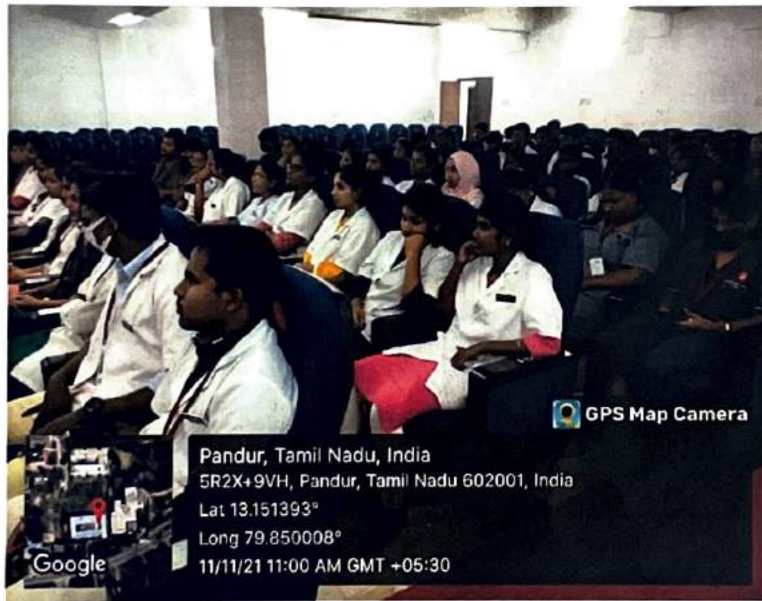 GPS Map Camera
Pandur, Tamil Nadu, India
5R2X+9VH, Pandur, Tamil Nadu 602001, India
Lat 13.151393°
Long 79.850008°
11/11/21 11:00 AM GMT +05:30
Google